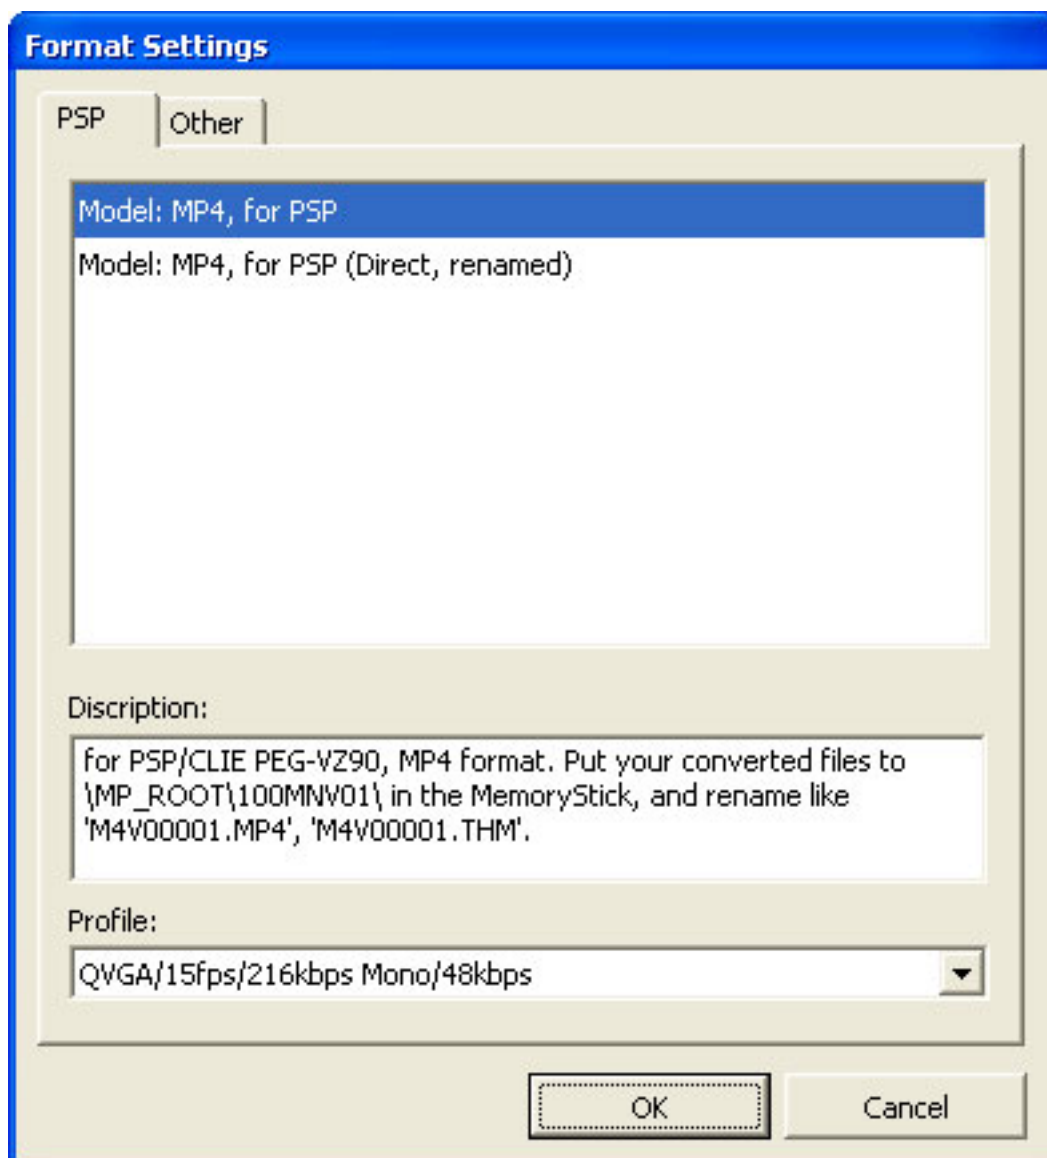 Format Settings
PSP
Other
Model: MP4, for PSP
Model: MP4, for PSP (Direct, renamed)
Discription:
for PSP/CLIE PEG-VZ90, MP4 format. Put your converted files to
\MP_ROOT\100MNV01\ in the MemoryStick, and rename like
'M4V00001.MP4', 'M4V00001.THM'.
Profile:
QVGA/15fps/216kbps Mono/48kbps
OK
Cancel